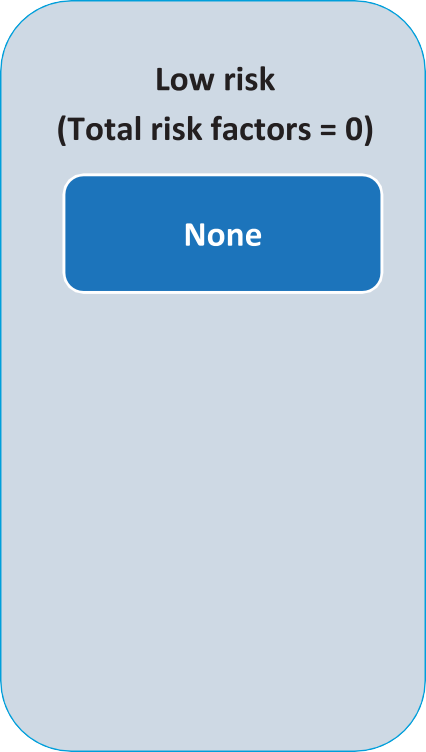 Low risk
(Total risk factors = 0)
None